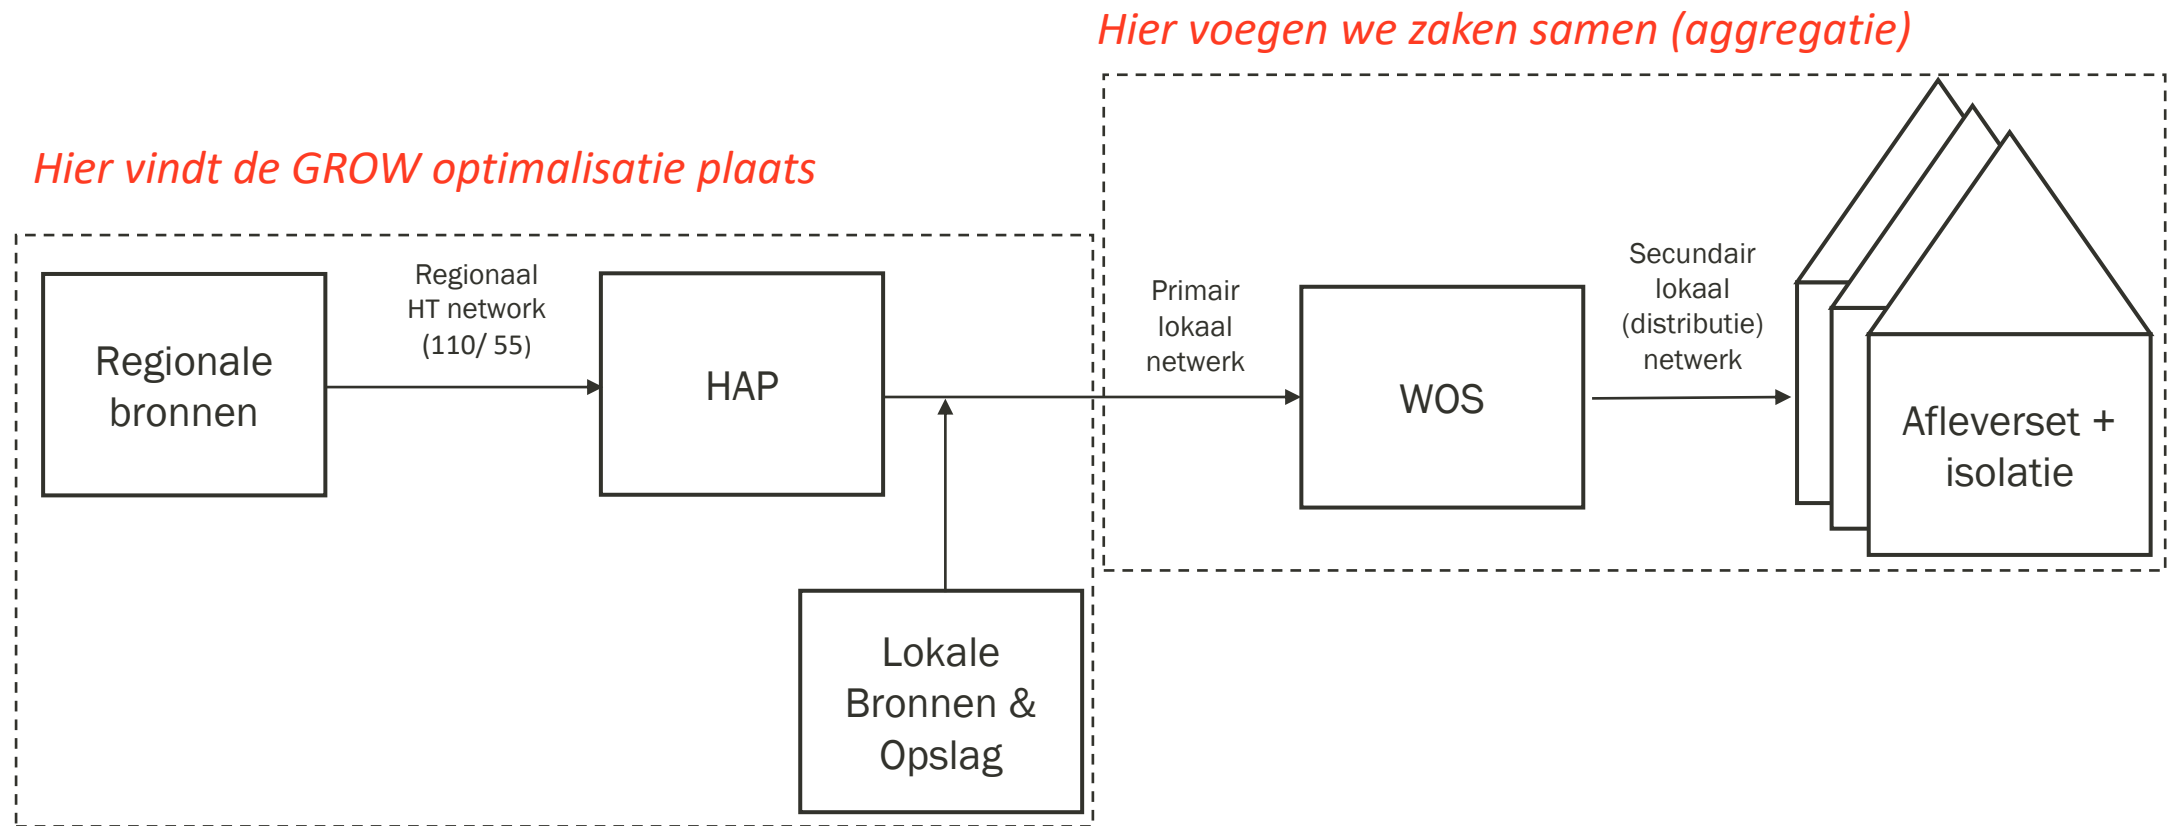 Hier voegen we zaken samen (aggregatie)
Hier vindt de GROW optimalisatie plaats
Regionale
bronnen
Regionaal
HT network
(110/ 55)
HAP
Lokale
Bronnen &
Opslag
Primair
lokaal
netwerk
WOS
Secundair
lokaal
(distributie)
netwerk
Afleverset +
isolatie